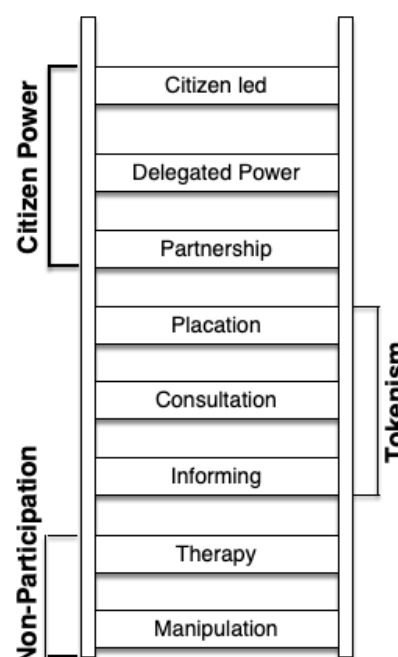 Citizen Power
Citizen led
Delegated Power
Partnership
Placation
Consultation
Informing
Tokenism
Non-Participation
Therapy
Manipulation